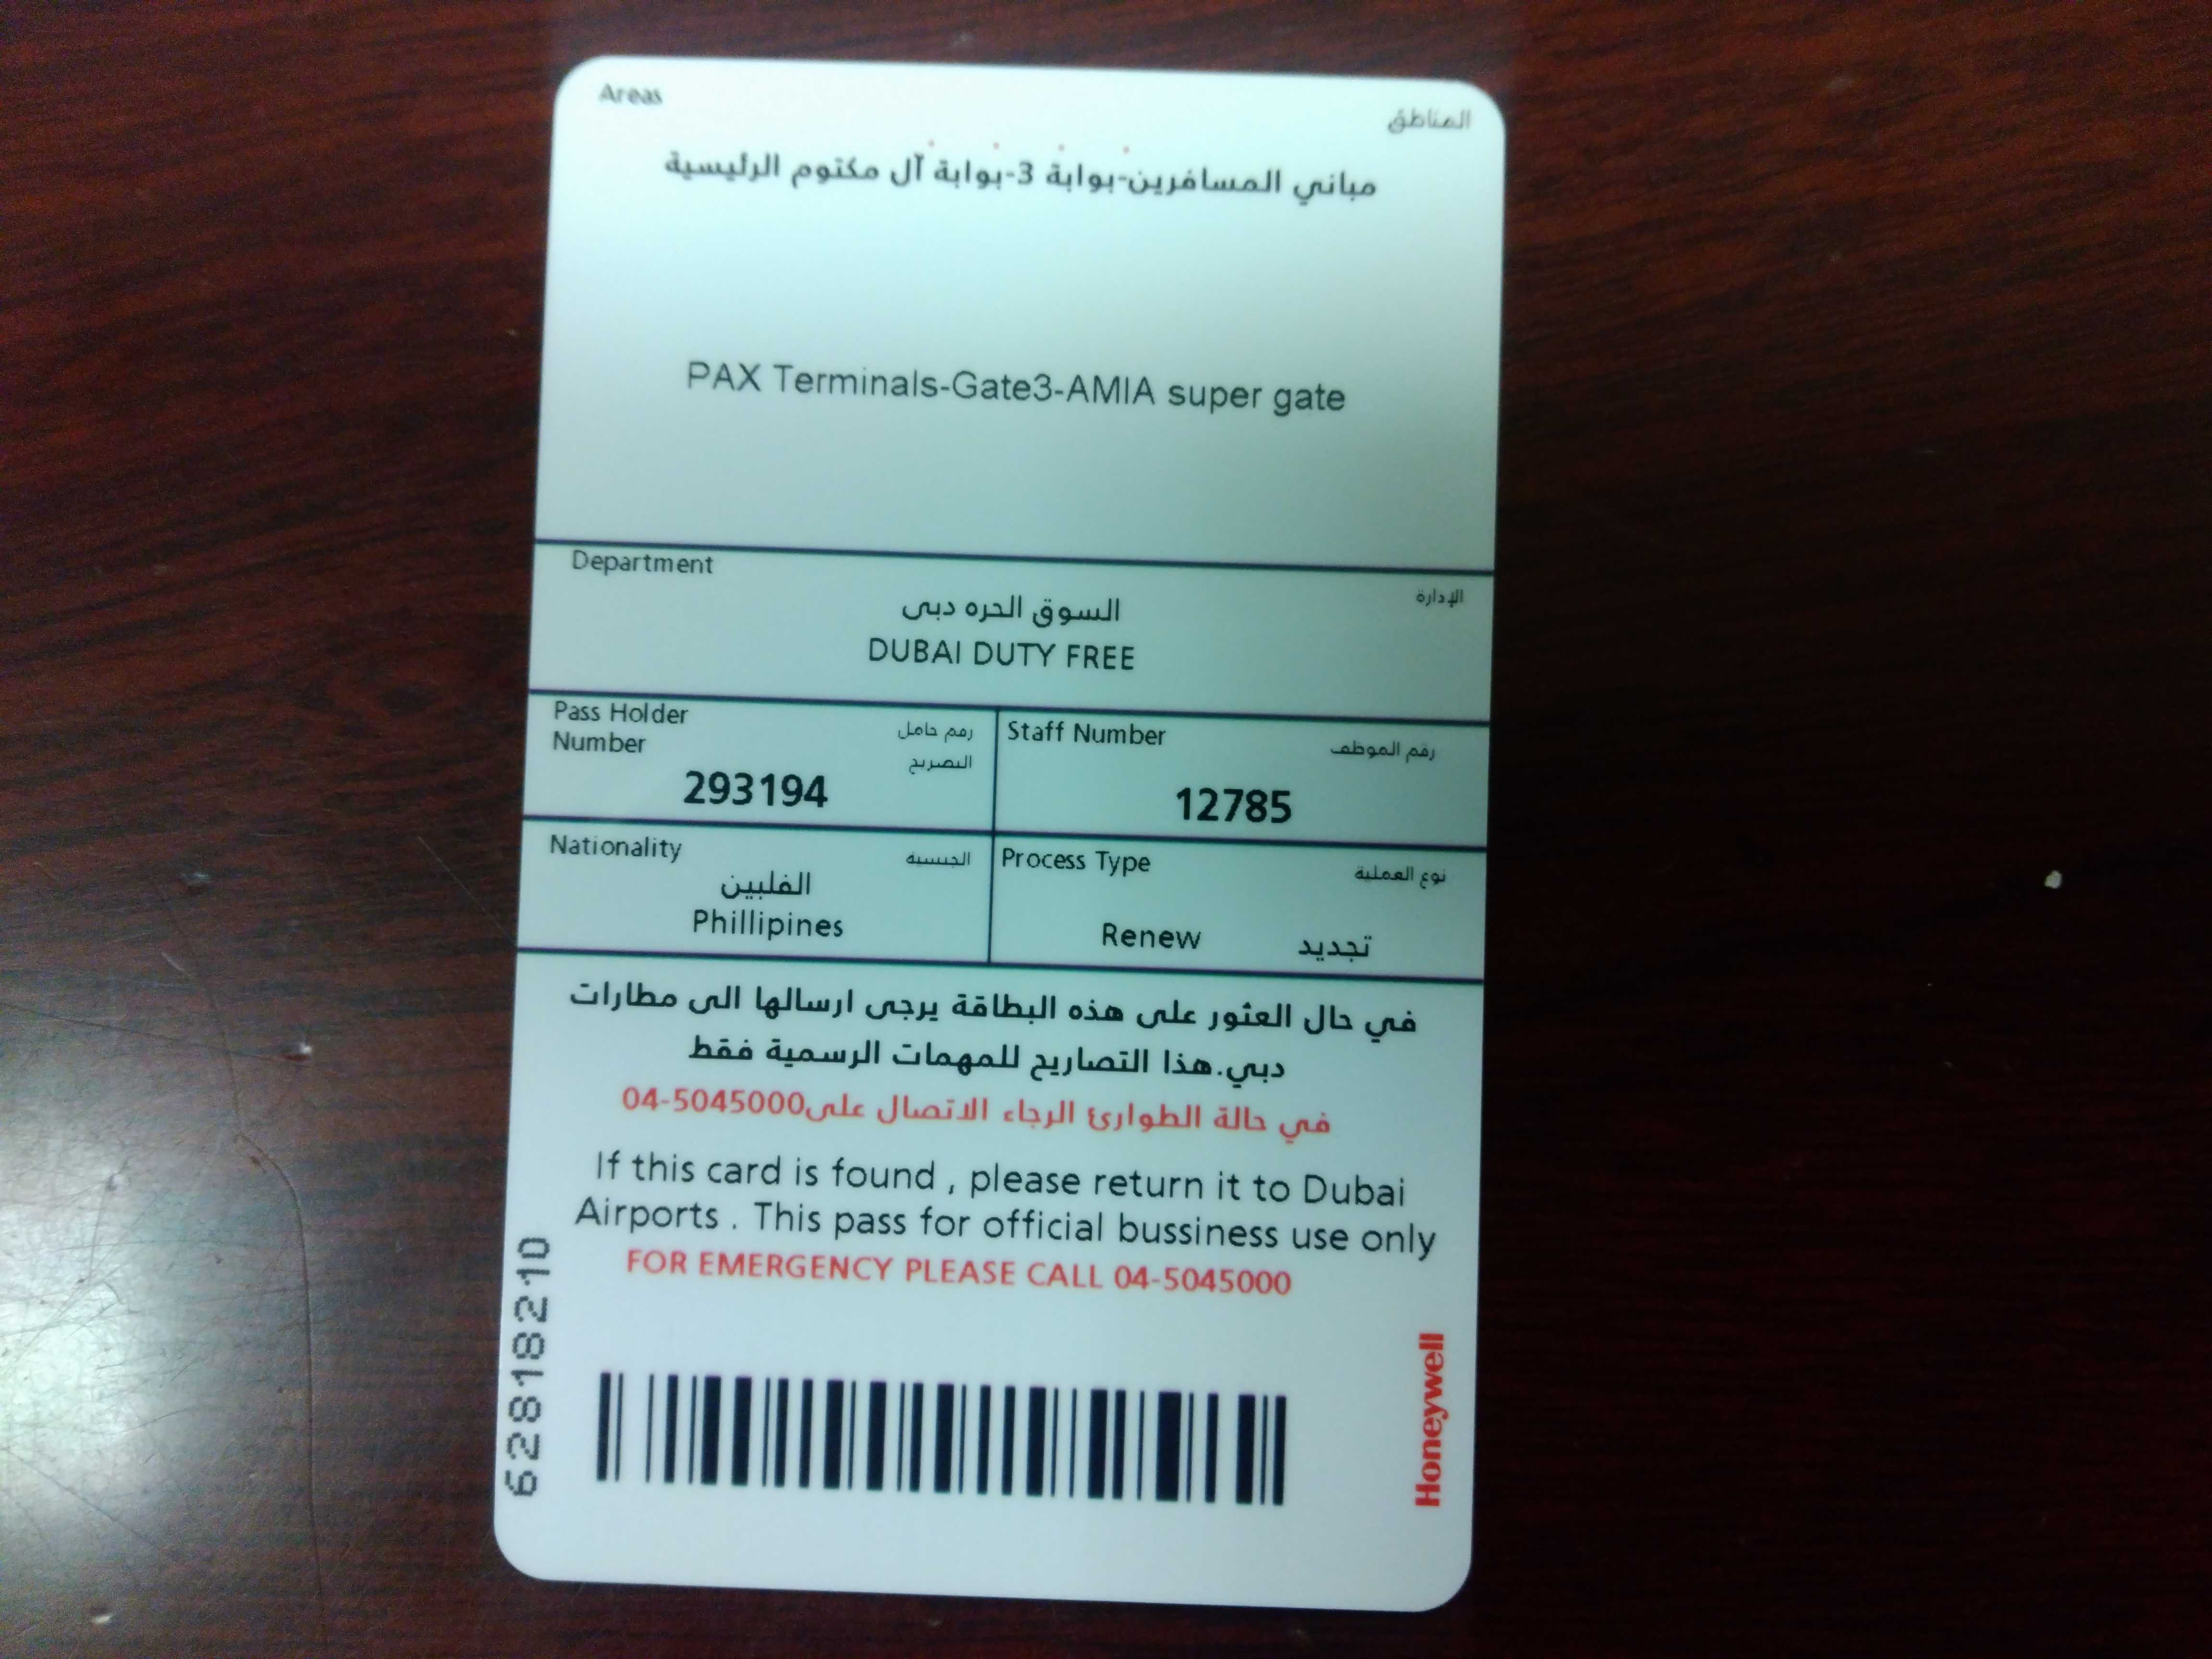 Areas
المناطق
مباني المسافرين-بوابة 3-بوابة آل مكتوم الرئيسية
PAX Terminals-Gate3-AMIA super gate
Department
الإدارة
السوق الحره دبى
DUBAI DUTY FREE
Pass Holder
Number
رقم حامل
التصريح
293194
Staff Number
رقم الموظف
12785
Nationality
الجنسية
الفلبين
Phillipines
Process Type
نوع العملية
Renew تجديد
في حال العثور على هذه البطاقة يرجى ارسالها الى مطارات
دبي.هذا التصاريح للمهمات الرسمية فقط
في حالة الطوارئ الرجاء الاتصال على04-5045000
If this card is found , please return it to Dubai
Airports . This pass for official bussiness use only
FOR EMERGENCY PLEASE CALL 04-5045000
62818210
Honeywell